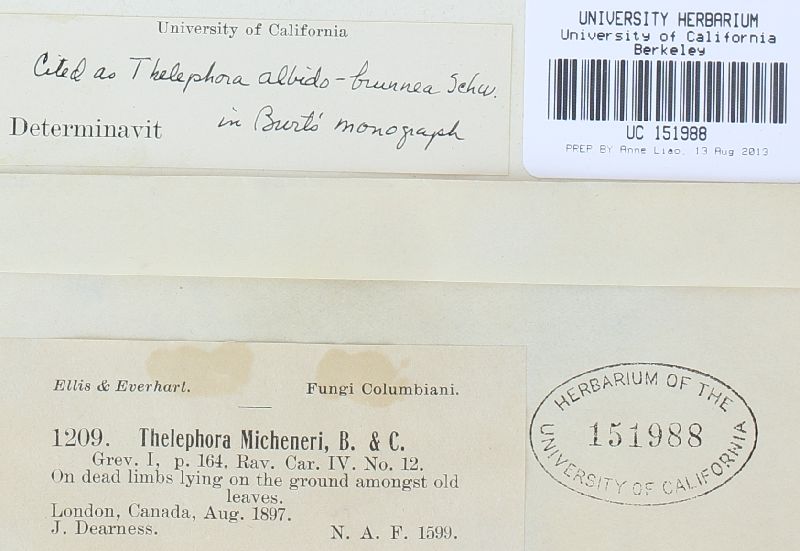 University of California
Cited as Thelephora albido-brunnea Schw.
Determinavit in Burt's monograph
UNIVERSITY HERBARIUM
University of California
Berkeley
UC 151988
PREP BY Anne Liao, 13 Aug 2013
Ellis & Everhart. Fungi Columbiani.
1209. Thelephora Micheneri, B. & C.
Grev. I, p. 164, Rav. Car. IV. No. 12.
On dead limbs lying on the ground amongst old
leaves.
London, Canada, Aug. 1897.
J. Dearness. N. A. F. 1599.
HERBARIUM OF THE
151988
UNIVERSITY OF CALIFORNIA